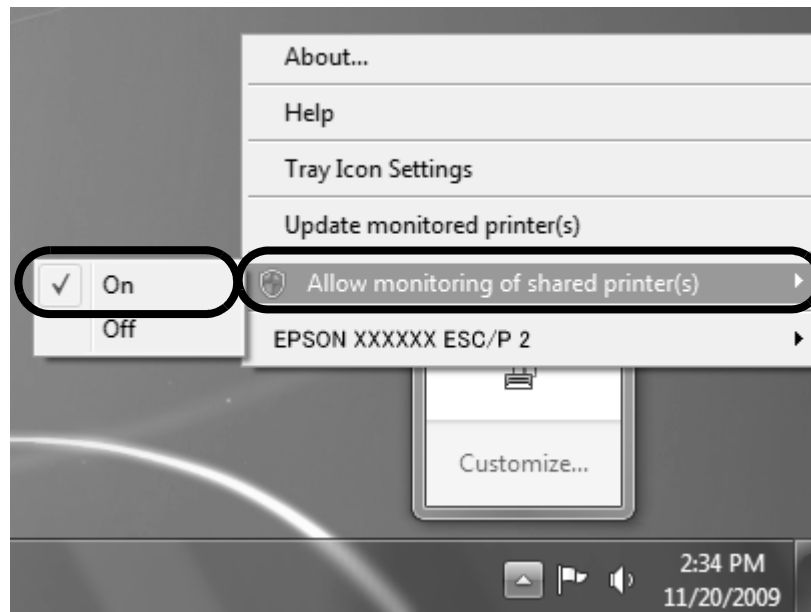 About...
Help
Tray Icon Settings
Update monitored printer(s)
Allow monitoring of shared printer(s)
On
Off
EPSON XXXXXX ESC/P 2
Customize...
2:34 PM
11/20/2009